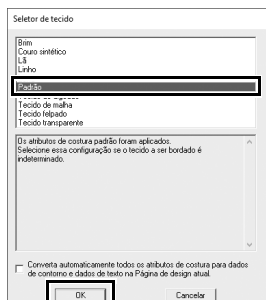 Seletor de tecido
Brim
Couro sintético
Lã
Linho
Padrão
Tecido de malha
Tecido felpado
Tecido transparente
Os atributos de costura padrão foram aplicados.
Selecione essa configuração se o tecido a ser bordado é
indeterminado.
Converta automaticamente todos os atributos de costura para dados
de contorno e dados de texto na Página de design atual.
OK
Cancelar